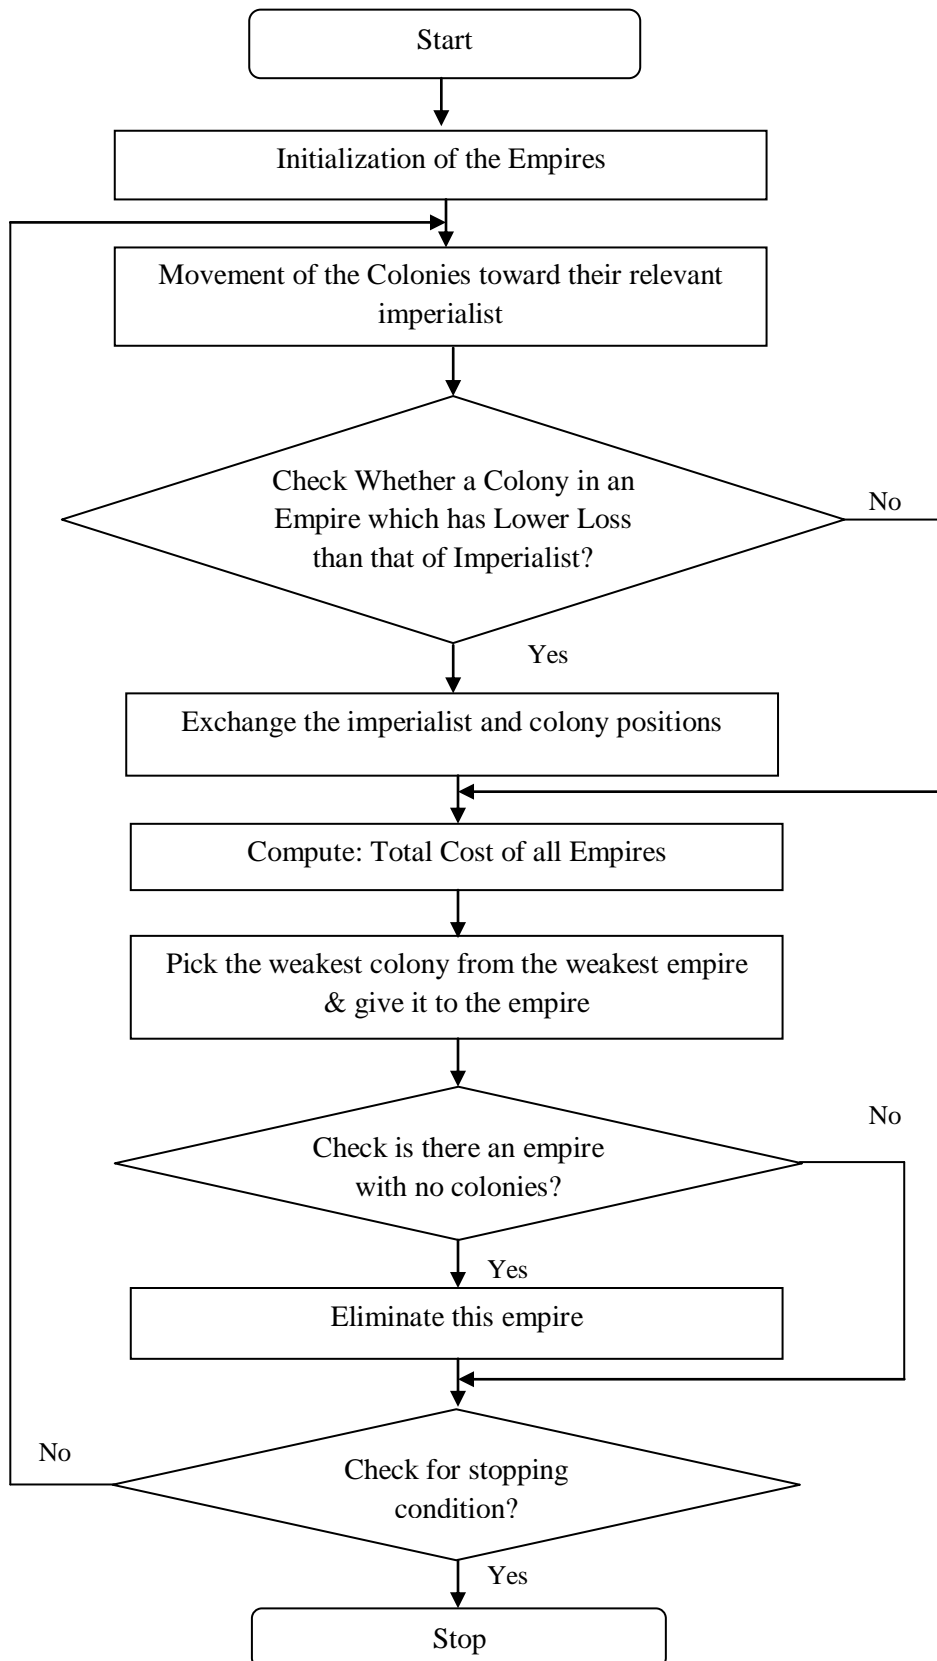 Start
Initialization of the Empires
Movement of the Colonies toward their relevant
imperialist
Check Whether a Colony in an
Empire which has Lower Loss
than that of Imperialist?
No
Yes
Exchange the imperialist and colony positions
Compute: Total Cost of all Empires
Pick the weakest colony from the weakest empire
& give it to the empire
No
Check is there an empire
with no colonies?
Yes
Eliminate this empire
No
Check for stopping
condition?
Yes
Stop